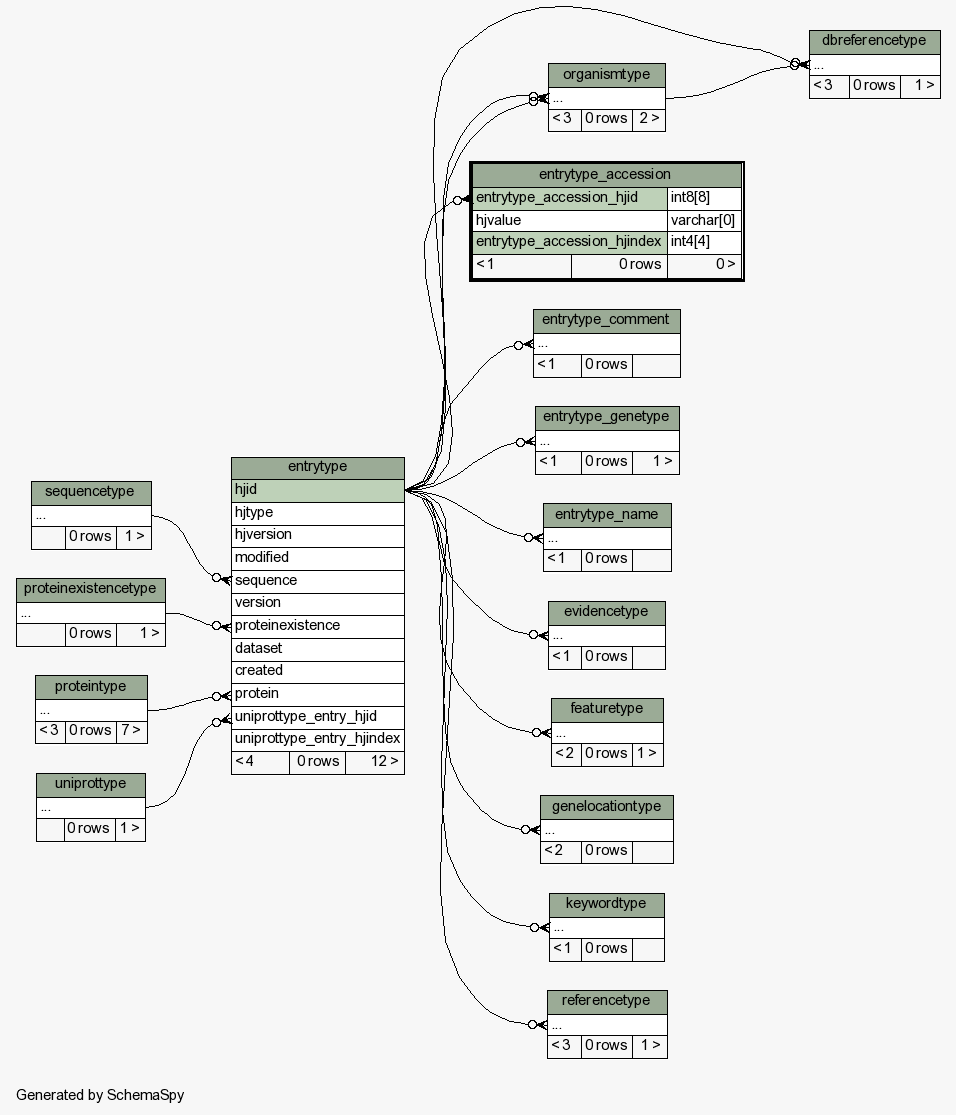 dbreferencetype
...
< 3 0 rows 1 >
organismtype
...
< 3 0 rows 2 >
entrytype_accession
entrytype_accession_hjid int8[8]
hjvalue varchar[0]
entrytype_accession_hjindex int4[4]
< 1 0 rows 0 >
entrytype_comment
...
< 1 0 rows
entrytype_genetype
...
< 1 0 rows 1 >
entrytype_name
...
< 1 0 rows
evidencetype
...
< 1 0 rows
featuretype
...
< 2 0 rows 1 >
genelocationtype
...
< 2 0 rows
keywordtype
...
< 1 0 rows
referencetype
...
< 3 0 rows 1 >
entrytype
hjid
hjtype
hjversion
modified
sequence
version
proteinexistence
dataset
created
protein
uniprottype_entry_hjid
uniprottype_entry_hjindex
< 4 0 rows 12 >
sequencetype
...
0 rows 1 >
proteinexistencetype
...
0 rows 1 >
proteintype
...
< 3 0 rows 7 >
uniprottype
...
0 rows 1 >
Generated by SchemaSpy